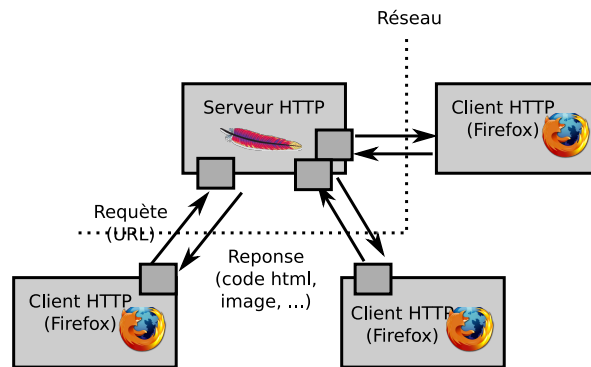 Réseau
Serveur HTTP
Client HTTP
(Firefox)
Requète
(URL)
Reponse
(code html,
image, ...)
Client HTTP
(Firefox)
Client HTTP
(Firefox)